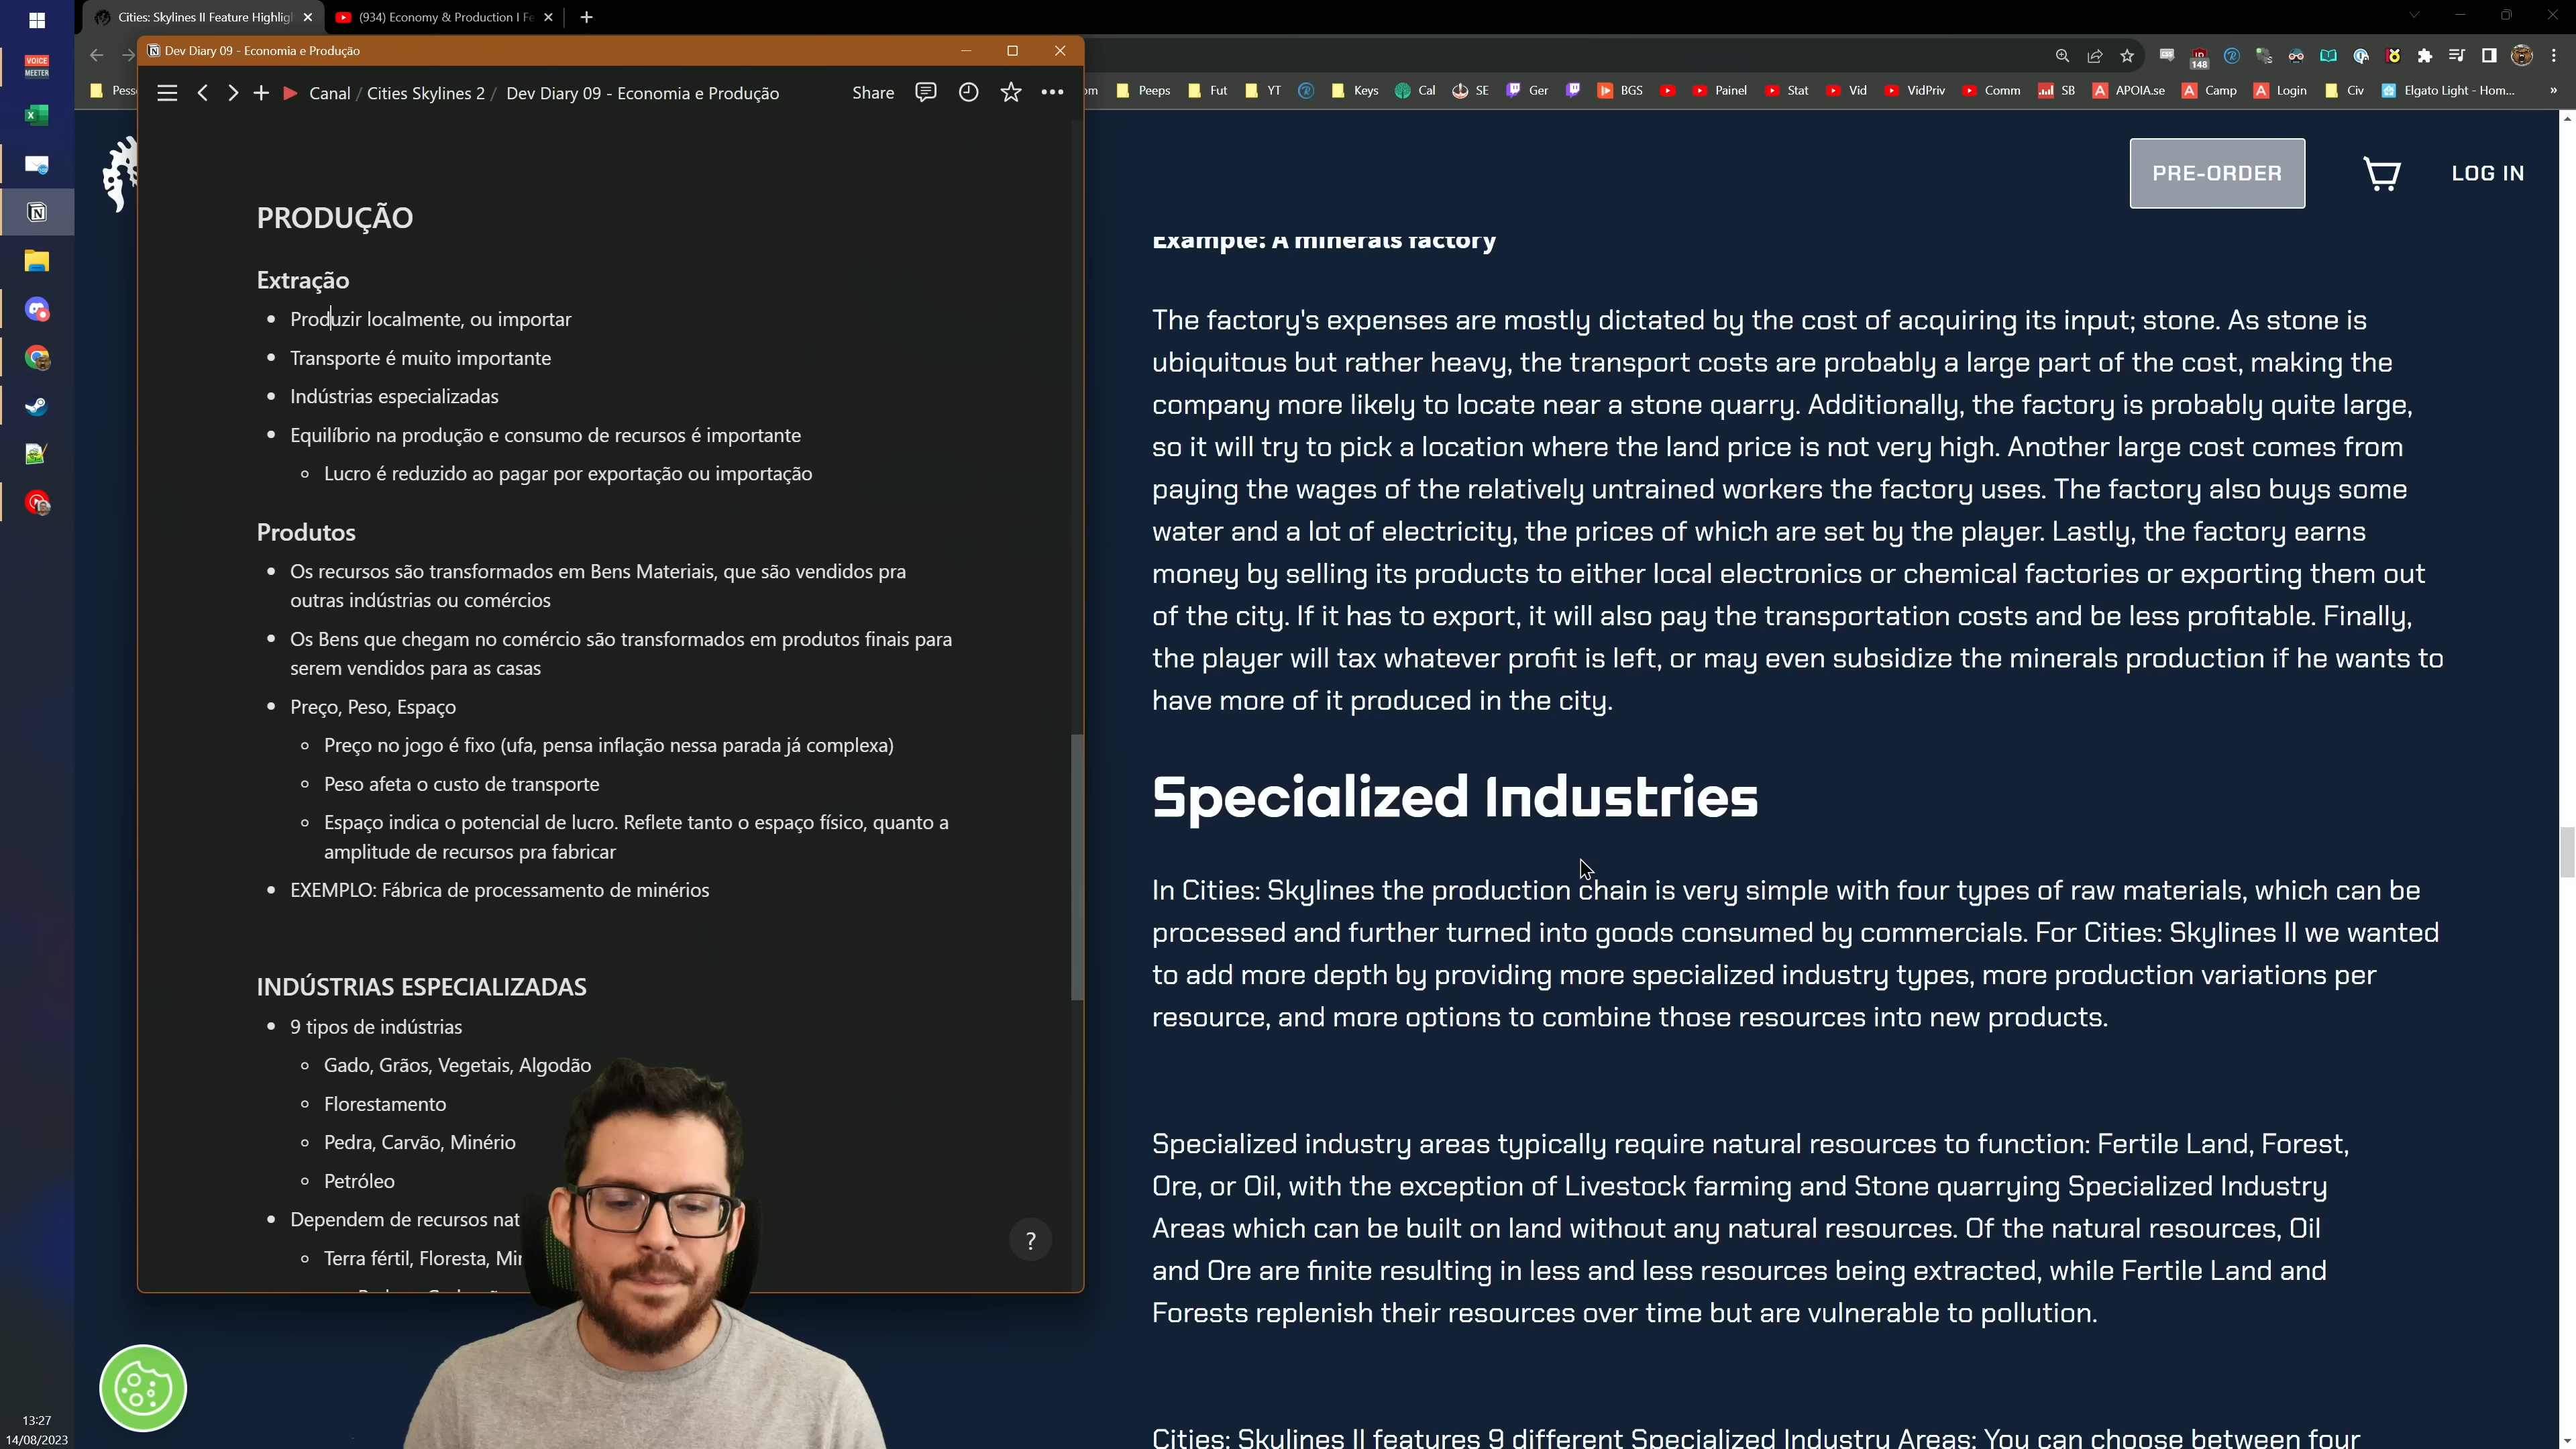 Cities: Skylines II Feature Highlig
(934) Economy & Production I Fe
Dev Diary 09 - Economia e Produção
Canal / Cities Skylines 2 / Dev Diary 09 - Economia e Produção
Share
148
om
Peeps
Fut
YT
Keys
Cal
SE
Ger
BGS
Painel
Stat
Vid
VidPriv
Comm
SB
APOIA.se
Camp
Login
Civ
Elgato Light - Hom...
»
Pess
VOICE
MEETER
PRE-ORDER
LOG IN
PRODUÇÃO
Extração
• Produzir localmente, ou importar
• Transporte é muito importante
• Indústrias especializadas
• Equilíbrio na produção e consumo de recursos é importante
◦ Lucro é reduzido ao pagar por exportação ou importação
Produtos
• Os recursos são transformados em Bens Materiais, que são vendidos pra
outras indústrias ou comércios
• Os Bens que chegam no comércio são transformados em produtos finais para
serem vendidos para as casas
• Preço, Peso, Espaço
◦ Preço no jogo é fixo (ufa, pensa inflação nessa parada já complexa)
◦ Peso afeta o custo de transporte
◦ Espaço indica o potencial de lucro. Reflete tanto o espaço físico, quanto a
amplitude de recursos pra fabricar
• EXEMPLO: Fábrica de processamento de minérios
INDÚSTRIAS ESPECIALIZADAS
• 9 tipos de indústrias
◦ Gado, Grãos, Vegetais, Algodão
◦ Florestamento
◦ Pedra, Carvão, Minério
◦ Petróleo
• Dependem de recursos nat
◦ Terra fértil, Floresta, Min
?
Example: A minerals factory
The factory's expenses are mostly dictated by the cost of acquiring its input; stone. As stone is
ubiquitous but rather heavy, the transport costs are probably a large part of the cost, making the
company more likely to locate near a stone quarry. Additionally, the factory is probably quite large,
so it will try to pick a location where the land price is not very high. Another large cost comes from
paying the wages of the relatively untrained workers the factory uses. The factory also buys some
water and a lot of electricity, the prices of which are set by the player. Lastly, the factory earns
money by selling its products to either local electronics or chemical factories or exporting them out
of the city. If it has to export, it will also pay the transportation costs and be less profitable. Finally,
the player will tax whatever profit is left, or may even subsidize the minerals production if he wants to
have more of it produced in the city.
Specialized Industries
In Cities: Skylines the production chain is very simple with four types of raw materials, which can be
processed and further turned into goods consumed by commercials. For Cities: Skylines II we wanted
to add more depth by providing more specialized industry types, more production variations per
resource, and more options to combine those resources into new products.
Specialized industry areas typically require natural resources to function: Fertile Land, Forest,
Ore, or Oil, with the exception of Livestock farming and Stone quarrying Specialized Industry
Areas which can be built on land without any natural resources. Of the natural resources, Oil
and Ore are finite resulting in less and less resources being extracted, while Fertile Land and
Forests replenish their resources over time but are vulnerable to pollution.
Cities: Skylines II features 9 different Specialized Industry Areas: You can choose between four
13:27
14/08/2023